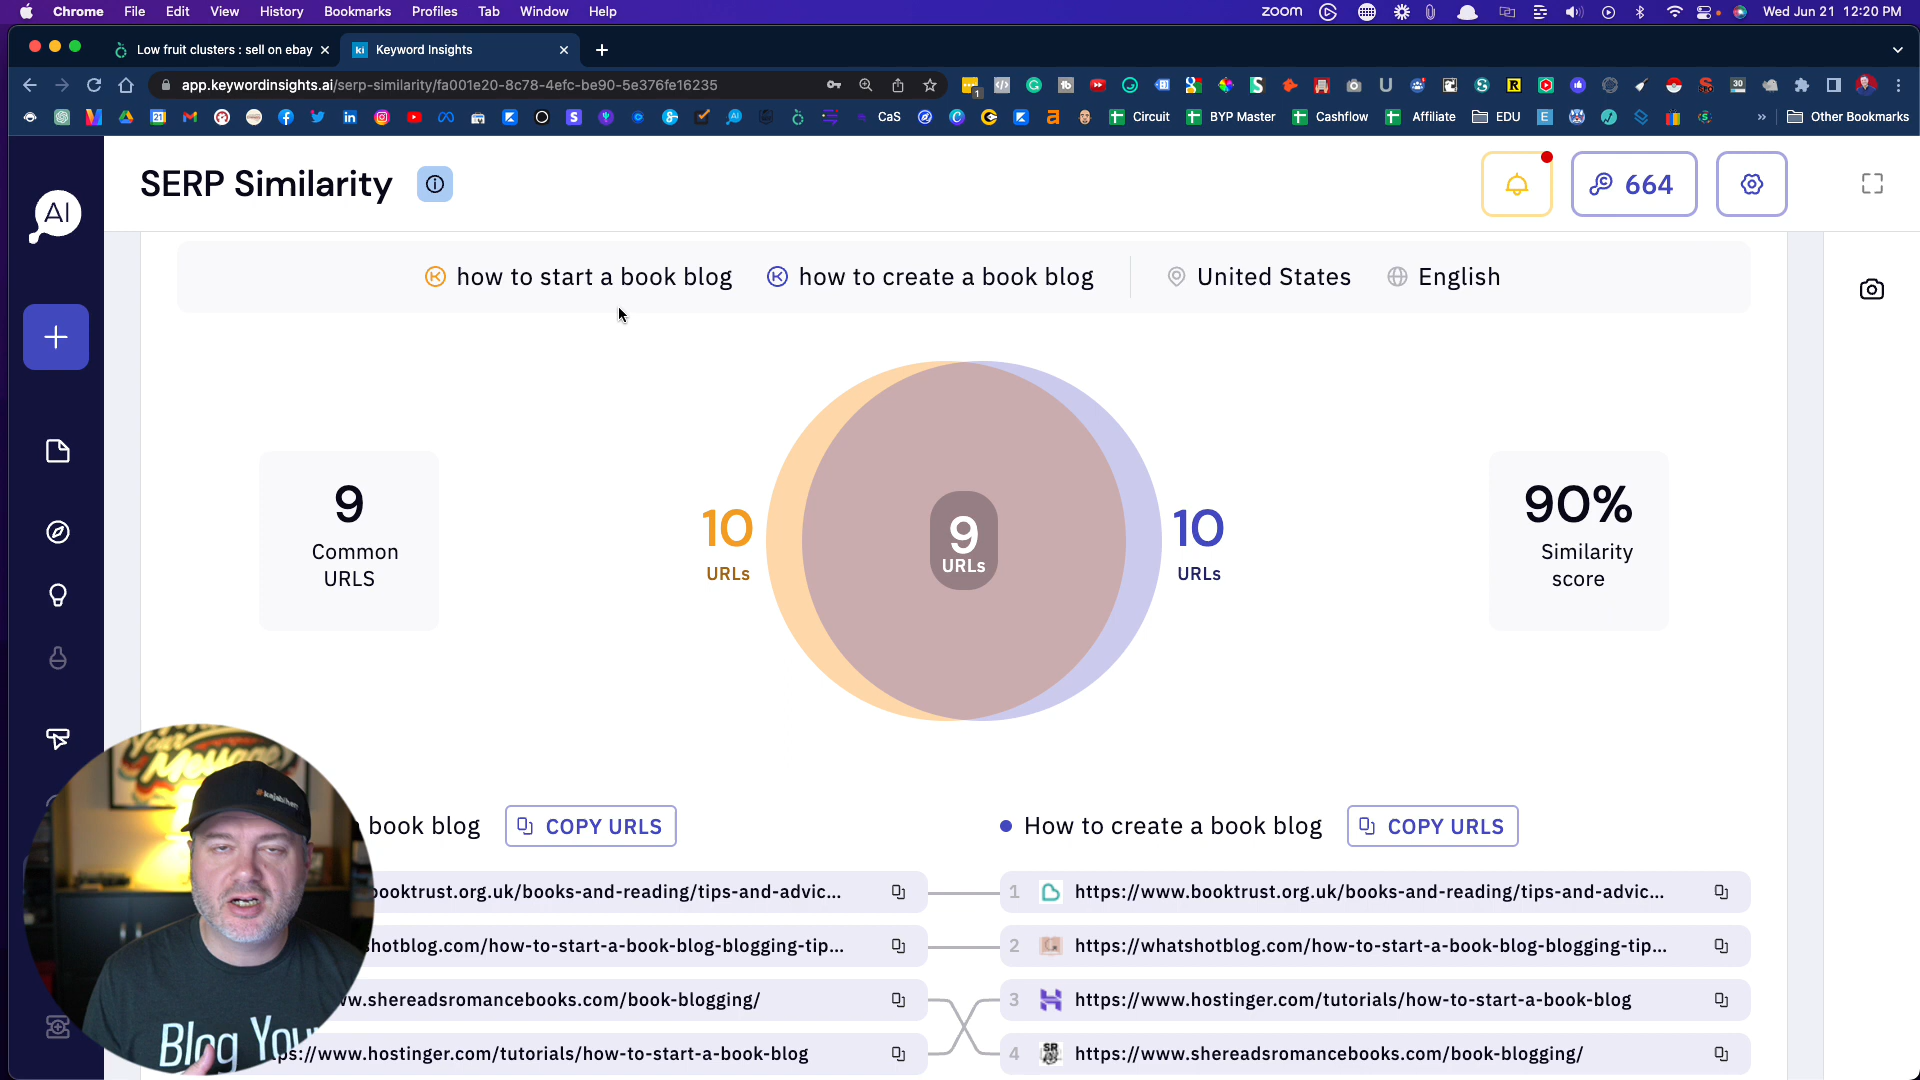 Chrome File Edit View History Bookmarks Profiles Tab Window Help zoom Wed Jun 21 12:20 PM
Low fruit clusters : sell on ebay Keyword Insights
app.keywordinsights.ai/serp-similarity/fa001e20-8c78-4efc-be90-5e376fe16235
CaS Circuit BYP Master Cashflow Affiliate EDU Other Bookmarks
AI
SERP Similarity
664
how to start a book blog how to create a book blog United States English
9
Common
URLS
10
URLs
9
URLs
10
URLs
90%
Similarity
score
book blog COPY URLS
How to create a book blog COPY URLS
booktrust.org.uk/books-and-reading/tips-and-advic...
1 https://www.booktrust.org.uk/books-and-reading/tips-and-advic...
hotblog.com/how-to-start-a-book-blog-blogging-tip...
2 https://whatshotblog.com/how-to-start-a-book-blog-blogging-tip...
ww.shereadsromancebooks.com/book-blogging/
3 https://www.hostinger.com/tutorials/how-to-start-a-book-blog
ps://www.hostinger.com/tutorials/how-to-start-a-book-blog
4 https://www.shereadsromancebooks.com/book-blogging/
Your
Message
Blog You